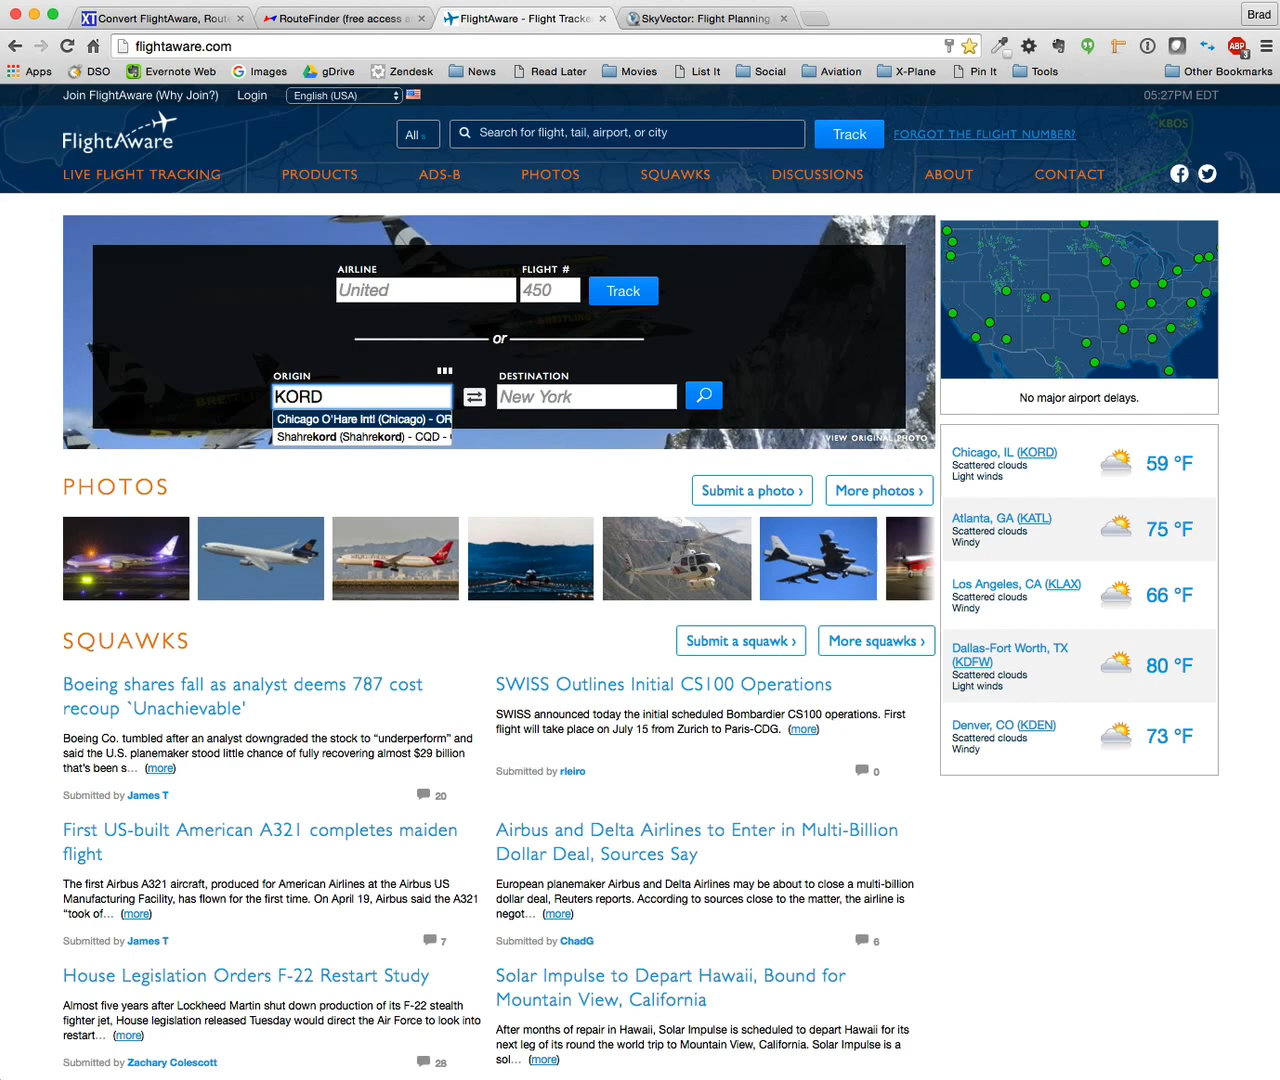 Convert FlightAware, Rout
RouteFinder (free access a
FlightAware - Flight Tracke
SkyVector: Flight Planning
Brad
flightaware.com
ABP
3
Apps
DSO
Evernote Web
Images
gDrive
Zendesk
News
Read Later
Movies
List It
Social
Aviation
X-Plane
Pin It
Tools
Other Bookmarks
Join FlightAware (Why Join?)
Login
English (USA)
05:27PM EDT
FlightAware
All
Search for flight, tail, airport, or city
Track
FORGOT THE FLIGHT NUMBER?
KBOS
LIVE FLIGHT TRACKING
PRODUCTS
ADS-B
PHOTOS
SQUAWKS
DISCUSSIONS
ABOUT
CONTACT
AIRLINE
FLIGHT #
United
450
Track
or
ORIGIN
DESTINATION
KORD
New York
Chicago O'Hare Intl (Chicago) - OR
Shahrekord (Shahrekord) - CQD -
VIEW ORIGINAL PHOTO
No major airport delays.
Chicago, IL (KORD)
Scattered clouds
Light winds
59 °F
Atlanta, GA (KATL)
Scattered clouds
Windy
75 °F
Los Angeles, CA (KLAX)
Scattered clouds
Windy
66 °F
Dallas-Fort Worth, TX
(KDFW)
Scattered clouds
Light winds
80 °F
Denver, CO (KDEN)
Scattered clouds
Windy
73 °F
PHOTOS
Submit a photo ›
More photos ›
SQUAWKS
Submit a squawk ›
More squawks ›
Boeing shares fall as analyst deems 787 cost
recoup `Unachievable'
Boeing Co. tumbled after an analyst downgraded the stock to “underperform” and
said the U.S. planemaker stood little chance of fully recovering almost $29 billion
that’s been s... (more)
Submitted by James T
20
SWISS Outlines Initial CS100 Operations
SWISS announced today the initial scheduled Bombardier CS100 operations. First
flight will take place on July 15 from Zurich to Paris-CDG. (more)
Submitted by rleiro
0
First US-built American A321 completes maiden
flight
The first Airbus A321 aircraft, produced for American Airlines at the Airbus US
Manufacturing Facility, has flown for the first time. On April 19, Airbus said the A321
“took of... (more)
Submitted by James T
7
Airbus and Delta Airlines to Enter in Multi-Billion
Dollar Deal, Sources Say
European planemaker Airbus and Delta Airlines may be about to close a multi-billion
dollar deal, Reuters reports. According to sources close to the matter, the airline is
negot... (more)
Submitted by ChadG
6
House Legislation Orders F-22 Restart Study
Almost five years after Lockheed Martin shut down production of its F-22 stealth
fighter jet, House legislation released Tuesday would direct the Air Force to look into
restart... (more)
Submitted by Zachary Colescott
28
Solar Impulse to Depart Hawaii, Bound for
Mountain View, California
After months of repair in Hawaii, Solar Impulse is scheduled to depart Hawaii for its
next leg of its round the world trip to Mountain View, California. Solar Impulse is a
sol... (more)